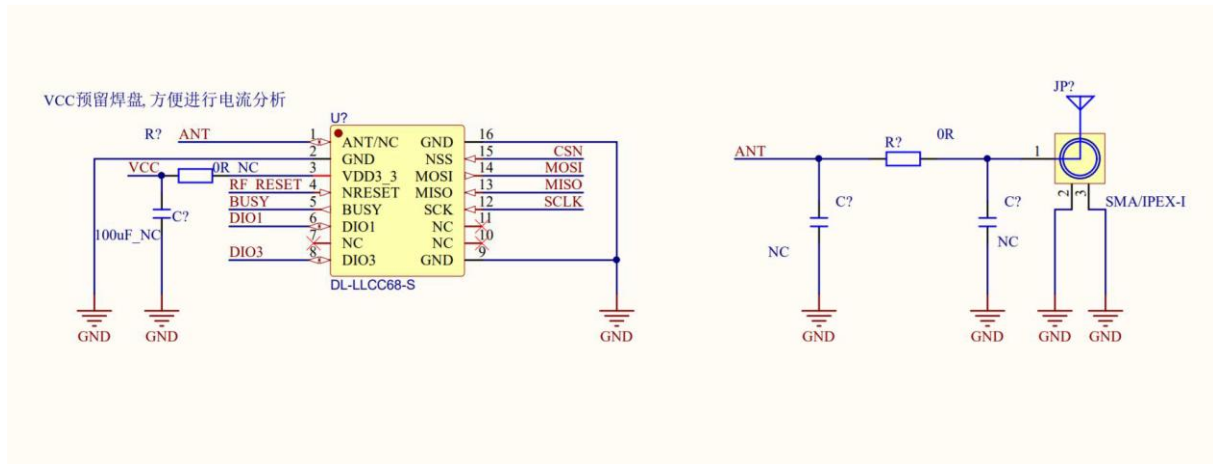 VCC预留焊盘,方便进行电流分析
U?
R?
ANT
1
ANT/NC
GND
16
2
GND
NSS
15
CSN
VCC
0R_NC
3
VDD3_3
MOSI
14
MOSI
RF_RESET
4
NRESET
MISO
13
MISO
BUSY
5
BUSY
SCK
12
SCLK
C?
100uF_NC
DIO1
6
DIO1
NC
11
7
NC
NC
10
DIO3
8
DIO3
GND
9
DL-LLCC68-S
GND
GND
GND
JP?
ANT
R?
0R
1
C?
NC
C?
NC
2
3
SMA/IPEX-I
GND
GND
GND
GND